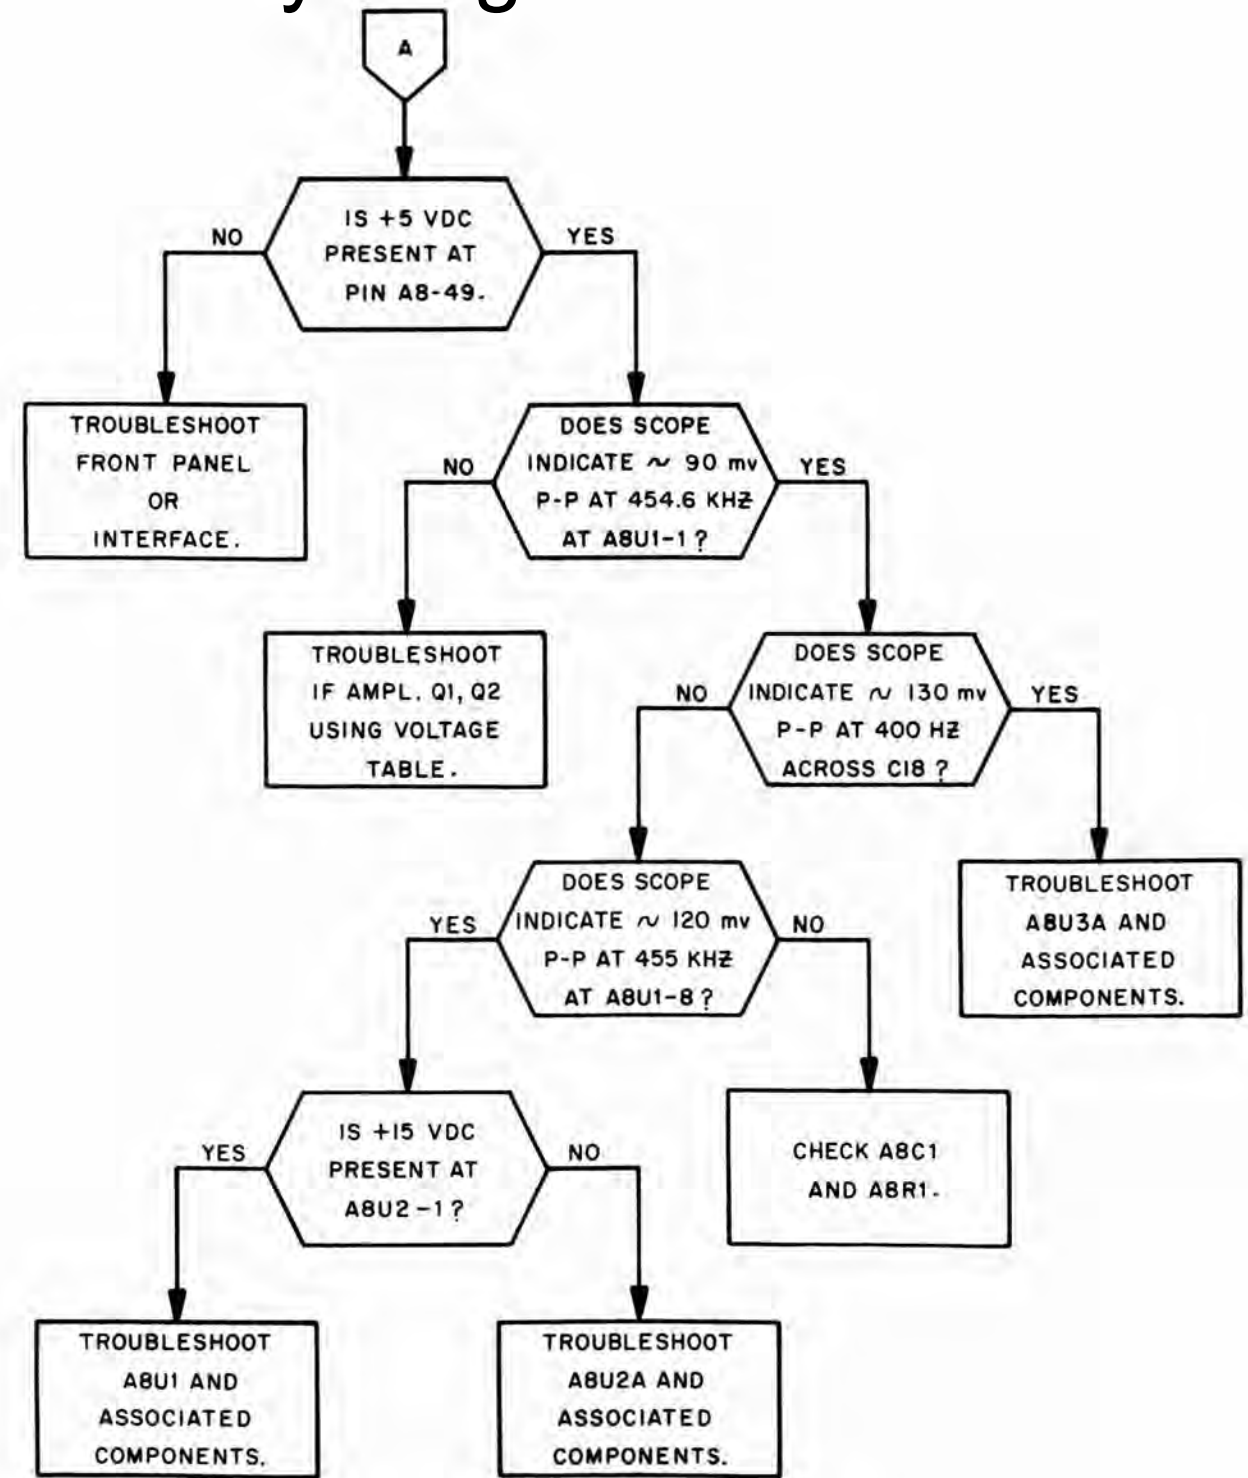 A
IS +5 VDC
PRESENT AT
PIN A8-49.
NO
YES
TROUBLESHOOT
FRONT PANEL
OR
INTERFACE.
DOES SCOPE
INDICATE ~ 90 mv
P-P AT 454.6 KHZ
AT A8U1-1?
NO
YES
TROUBLESHOOT
IF AMPL. Q1, Q2
USING VOLTAGE
TABLE.
DOES SCOPE
INDICATE ~ 130 mv
P-P AT 400 HZ
ACROSS C18?
NO
YES
DOES SCOPE
INDICATE ~ 120 mv
P-P AT 455 KHZ
AT A8U1-8?
YES
NO
TROUBLESHOOT
A8U3A AND
ASSOCIATED
COMPONENTS.
IS +15 VDC
PRESENT AT
A8U2-1?
YES
NO
CHECK A8C1
AND A8R1.
TROUBLESHOOT
A8U1 AND
ASSOCIATED
COMPONENTS.
TROUBLESHOOT
A8U2A AND
ASSOCIATED
COMPONENTS.